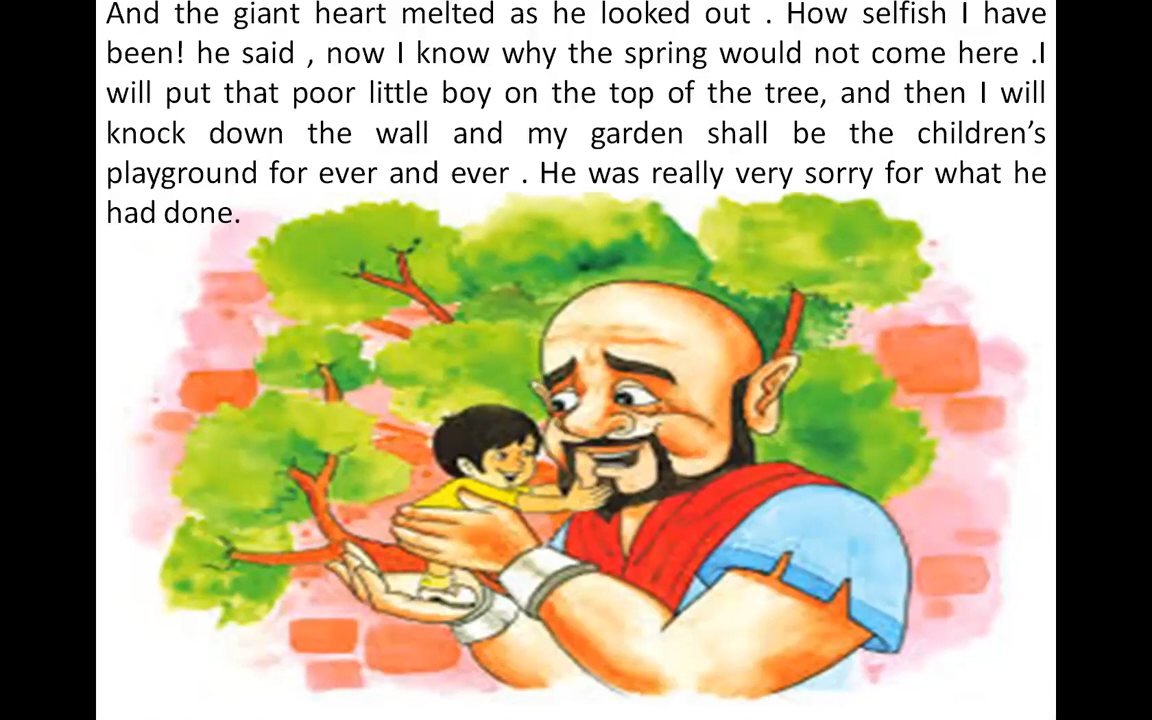 And the giant heart melted as he looked out . How selfish I have
been! he said , now I know why the spring would not come here .I
will put that poor little boy on the top of the tree, and then I will
knock down the wall and my garden shall be the children’s
playground for ever and ever . He was really very sorry for what he
had done.